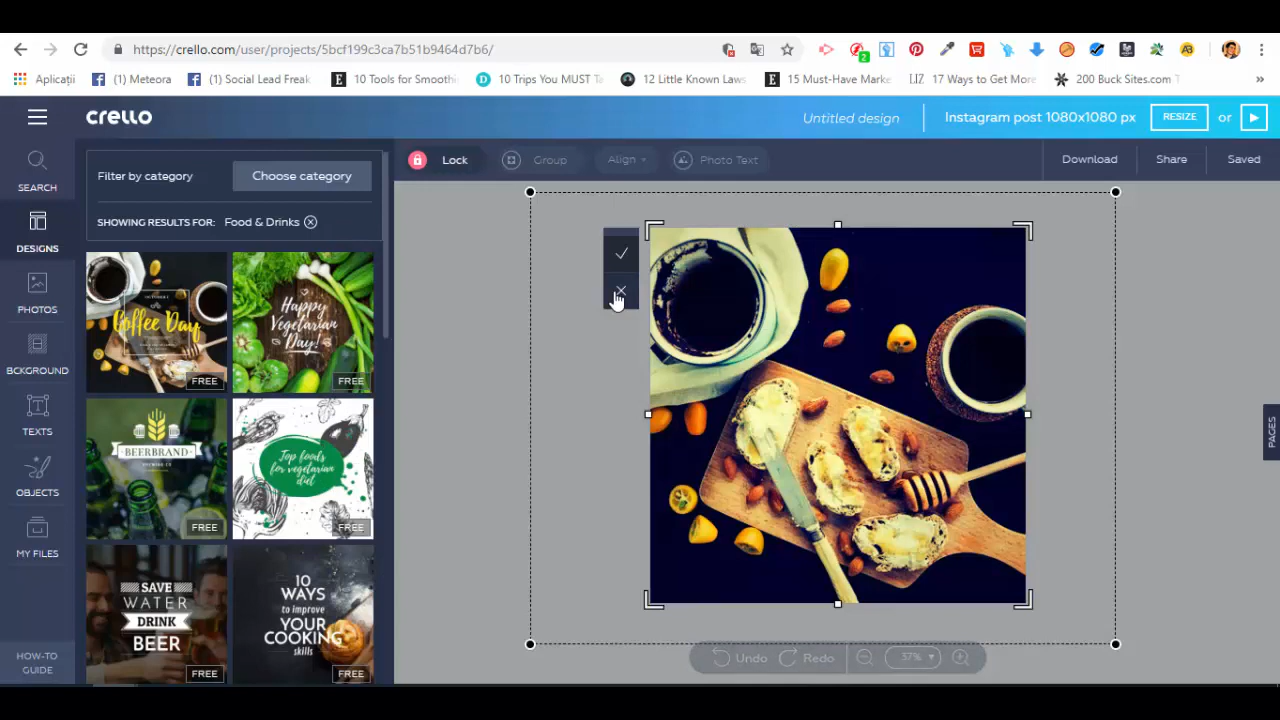 https://crello.com/user/projects/5bcf199c3ca7b51b9464d7b6/
2
AB
Aplicații
(1) Meteora
(1) Social Lead Freak
10 Tools for Smoothi
10 Trips You MUST Ta
12 Little Known Laws
15 Must-Have Marke
17 Ways to Get More
200 Buck Sites.com T
»
crello
Untitled design
Instagram post 1080x1080 px
RESIZE
or
SEARCH
DESIGNS
PHOTOS
BCKGROUND
TEXTS
OBJECTS
MY FILES
HOW-TO
GUIDE
Filter by category
Choose category
SHOWING RESULTS FOR: Food & Drinks
Lock
Group
Align
Photo Text
Download
Share
Saved
Coffee Day
FREE
Happy
Vegetarian
Day!
FREE
BEERBRAND
FREE
Top foods
for vegetarian
diet
FREE
SAVE
WATER
DRINK
BEER
FREE
10
WAYS
to improve
YOUR
COOKING
skills
FREE
PAGES
Undo
Redo
37%